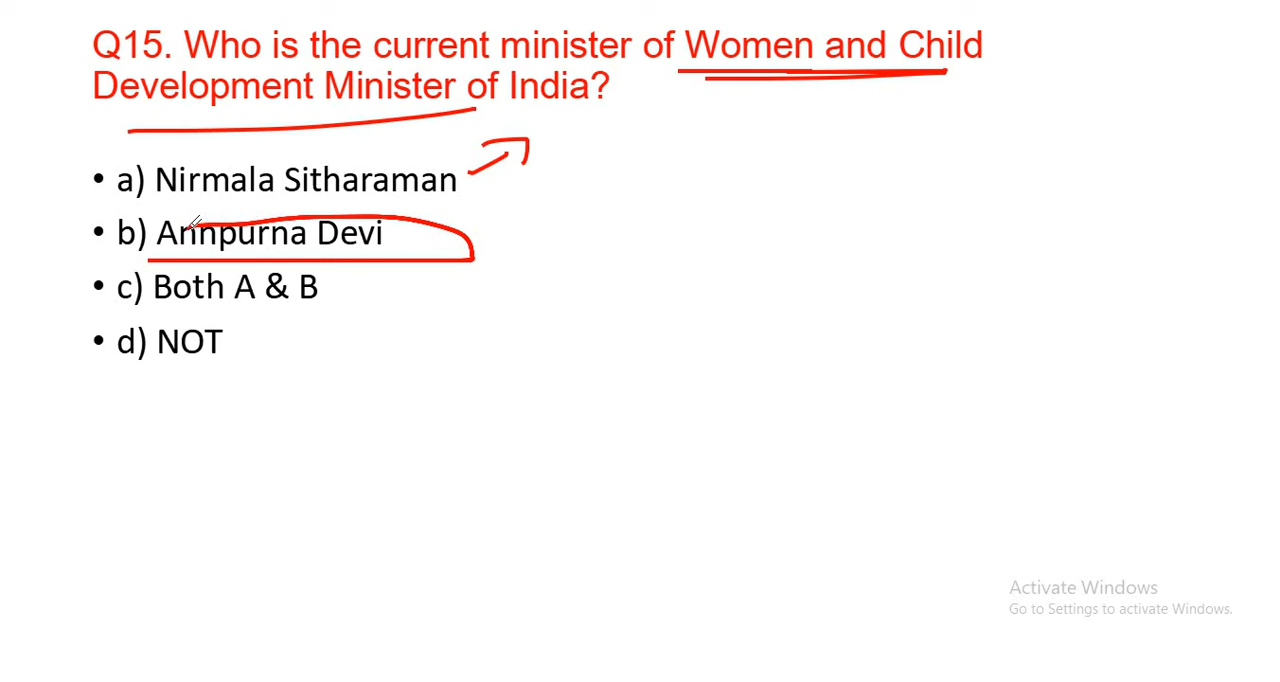 Q15. Who is the current minister of Women and Child
Development Minister of India?
• a) Nirmala Sitharaman
• b) Annpurna Devi
• c) Both A & B
• d) NOT
Activate Windows
Go to Settings to activate Windows.